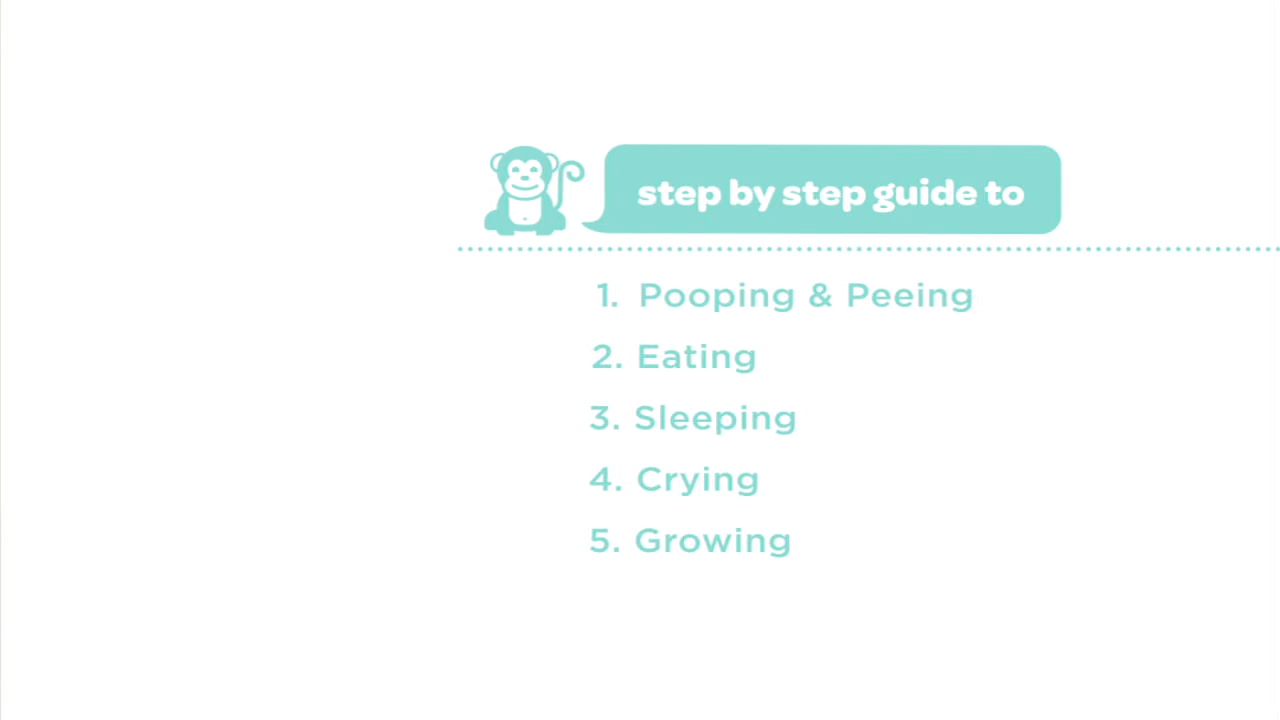 step by step guide to
1. Pooping & Peeing
2. Eating
3. Sleeping
4. Crying
5. Growing